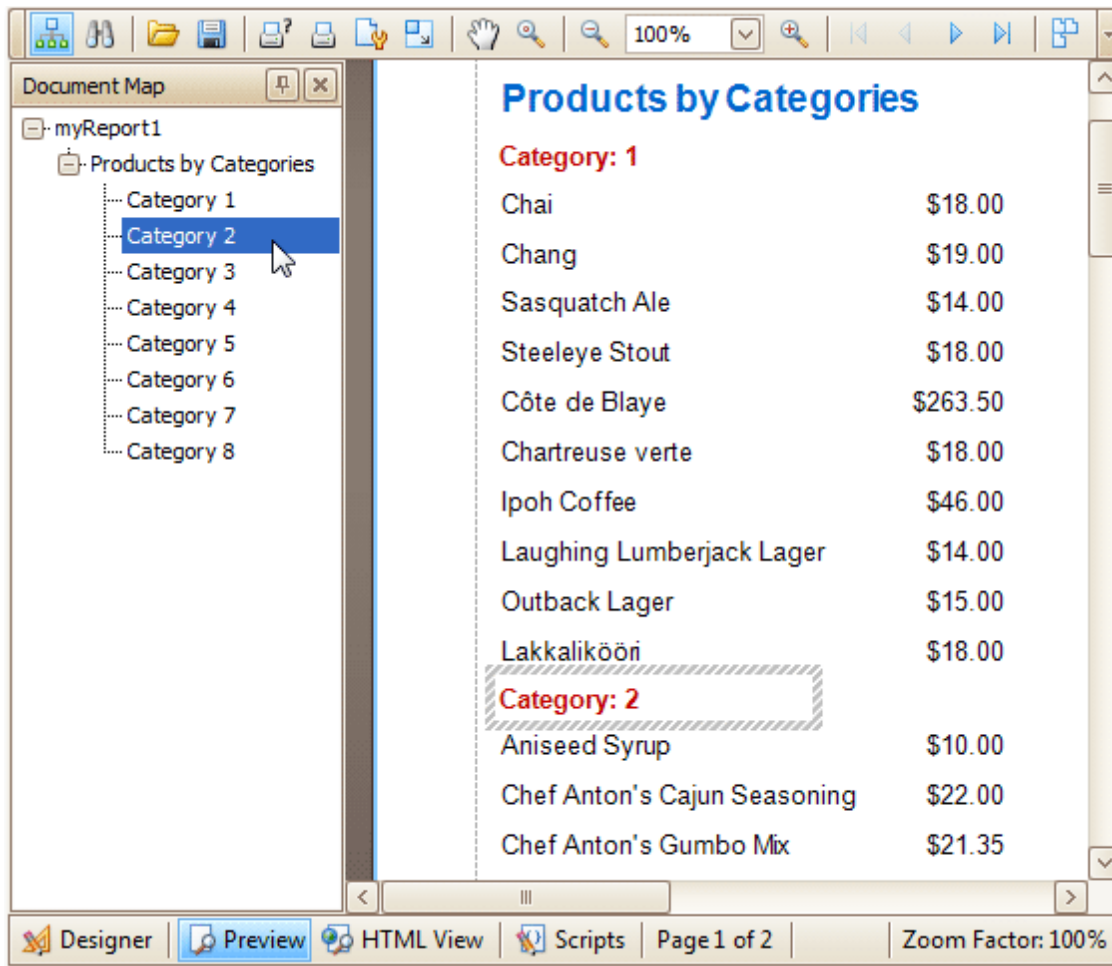 100%
Document Map
myReport1
Products by Categories
Category 1
Category 2
Category 3
Category 4
Category 5
Category 6
Category 7
Category 8
Products by Categories
Category: 1
Chai $18.00
Chang $19.00
Sasquatch Ale $14.00
Steeleye Stout $18.00
Côte de Blaye $263.50
Chartreuse verte $18.00
Ipoh Coffee $46.00
Laughing Lumberjack Lager $14.00
Outback Lager $15.00
Lakkalikööri $18.00
Category: 2
Aniseed Syrup $10.00
Chef Anton's Cajun Seasoning $22.00
Chef Anton's Gumbo Mix $21.35
Designer Preview HTML View Scripts Page 1 of 2 Zoom Factor: 100%